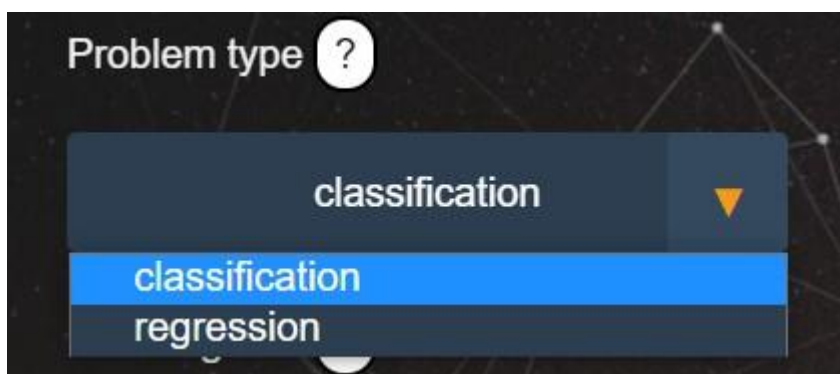 Problem type ?
classification
classification
regression